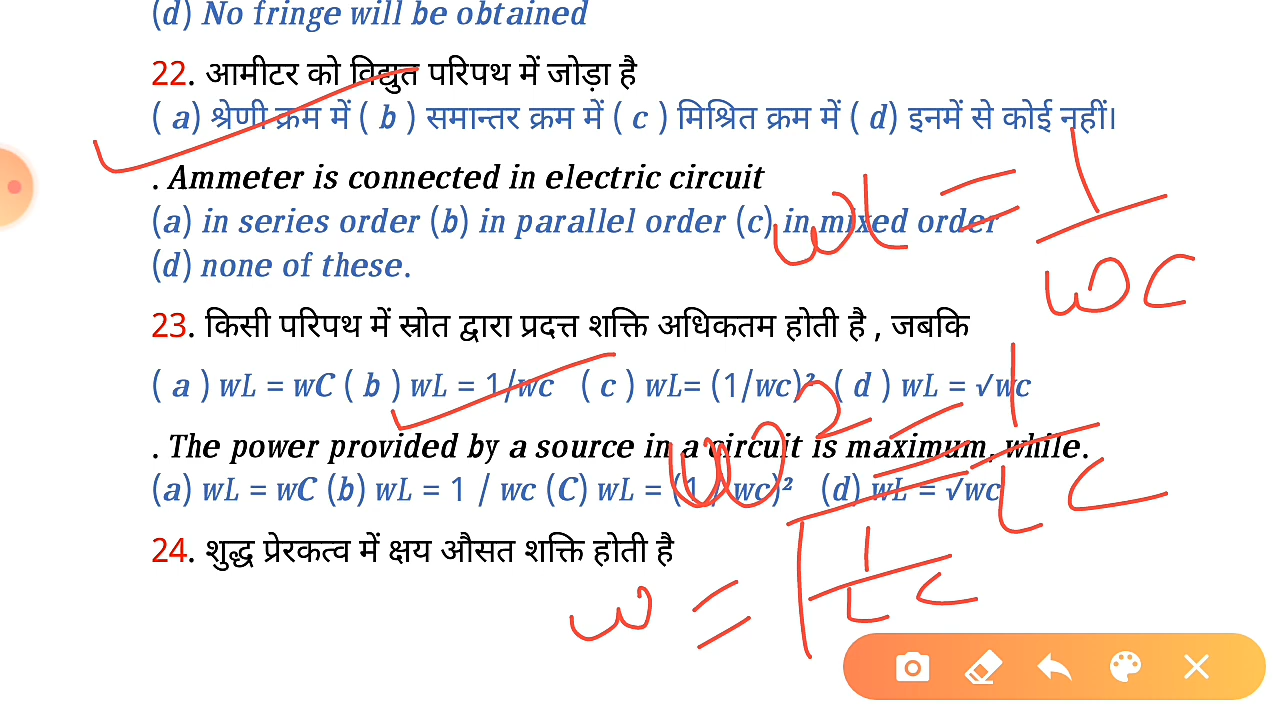 (d) No fringe will be obtained
22. आमीटर को विद्युत परिपथ में जोड़ा है
( a) श्रेणी क्रम में ( b ) समान्तर क्रम में ( c ) मिश्रित क्रम में ( d) इनमें से कोई नहीं।
. Ammeter is connected in electric circuit
(a) in series order (b) in parallel order (c) in mixed order
(d) none of these.
ωL = 1/ωC
23. किसी परिपथ में स्रोत द्वारा प्रदत्त शक्ति अधिकतम होती है , जबकि
( a ) wL = wC ( b ) wL = 1/wc ( c ) wL= (1/wc)² ( d ) wL = √wc
. The power provided by a source in a circuit is maximum, while.
(a) wL = wC (b) wL = 1 / wc (C) wL = (1 / wc)² (d) wL = √wc
ω² = 1/LC
24. शुद्ध प्रेरकत्व में क्षय औसत शक्ति होती है
ω = √1/LC